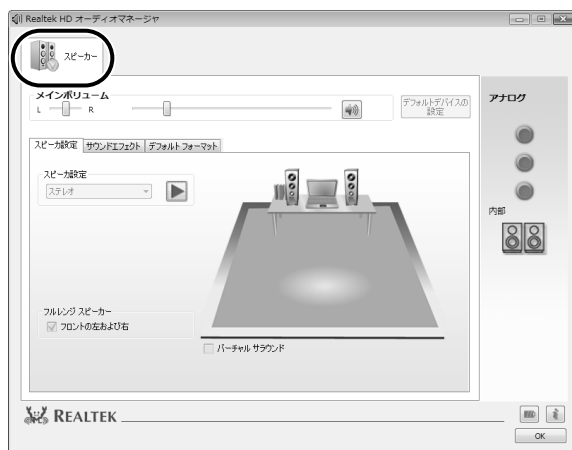 Realtek HD オーディオマネージャ
スピーカー
メインボリューム
L R
デフォルトデバイスの
設定
アナログ
スピーカ設定 サウンドエフェクト デフォルトフォーマット
スピーカ設定
ステレオ
内部
フルレンジ スピーカー
フロントの左および右
バーチャル サラウンド
REALTEK
OK